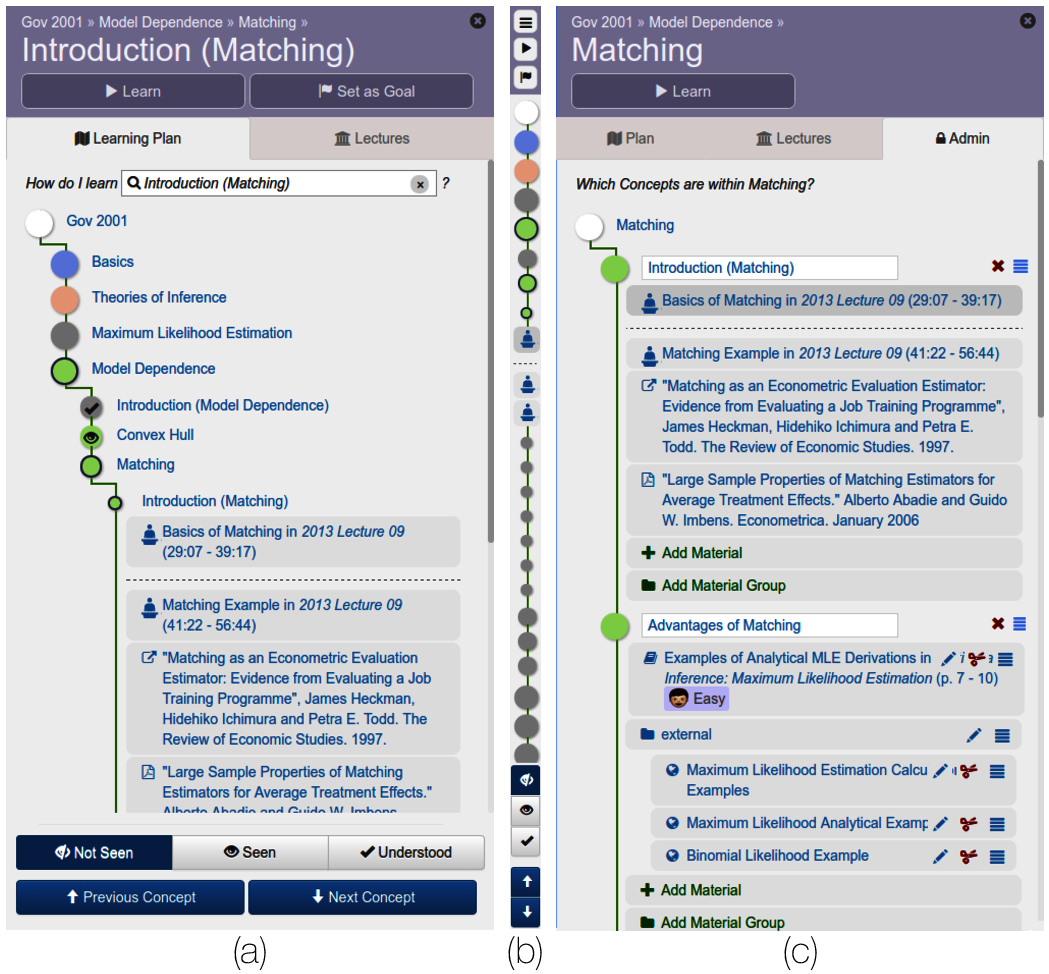 Gov 2001 » Model Dependence » Matching »
Introduction (Matching)
Learn
Set as Goal
Learning Plan
Lectures
How do I learn Introduction (Matching) ?
Gov 2001
Basics
Theories of Inference
Maximum Likelihood Estimation
Model Dependence
Introduction (Model Dependence)
Convex Hull
Matching
Introduction (Matching)
Basics of Matching in 2013 Lecture 09
(29:07 - 39:17)
Matching Example in 2013 Lecture 09
(41:22 - 56:44)
"Matching as an Econometric Evaluation
Estimator: Evidence from Evaluating a Job
Training Programme", James Heckman,
Hidehiko Ichimura and Petra E. Todd. The
Review of Economic Studies. 1997.
"Large Sample Properties of Matching
Estimators for Average Treatment Effects."
Alberto Abadie and Guido W. Imbens.
Not Seen
Seen
Understood
Previous Concept
Next Concept
(a)
(b)
Gov 2001 » Model Dependence »
Matching
Learn
Plan
Lectures
Admin
Which Concepts are within Matching?
Matching
Introduction (Matching)
Basics of Matching in 2013 Lecture 09 (29:07 - 39:17)
Matching Example in 2013 Lecture 09 (41:22 - 56:44)
"Matching as an Econometric Evaluation Estimator:
Evidence from Evaluating a Job Training Programme",
James Heckman, Hidehiko Ichimura and Petra E.
Todd. The Review of Economic Studies. 1997.
"Large Sample Properties of Matching Estimators for
Average Treatment Effects." Alberto Abadie and Guido
W. Imbens. Econometrica. January 2006
Add Material
Add Material Group
Advantages of Matching
Examples of Analytical MLE Derivations in
Inference: Maximum Likelihood Estimation (p. 7 - 10)
Easy
external
Maximum Likelihood Estimation Calcu
Examples
Maximum Likelihood Analytical Examp
Binomial Likelihood Example
Add Material
Add Material Group
(c)